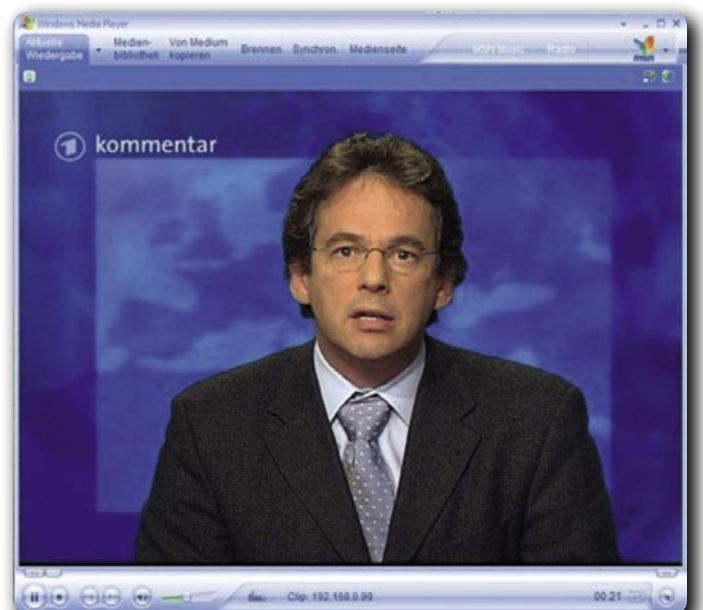 Windows Media Player
Aktuelle Wiedergabe
Medien-bibliothek
Von Medium kopieren
Brennen
Synchron.
Medienseite
MSN Music
Radio
msn
1 kommentar
Clip: 192.168.0.99
00:21